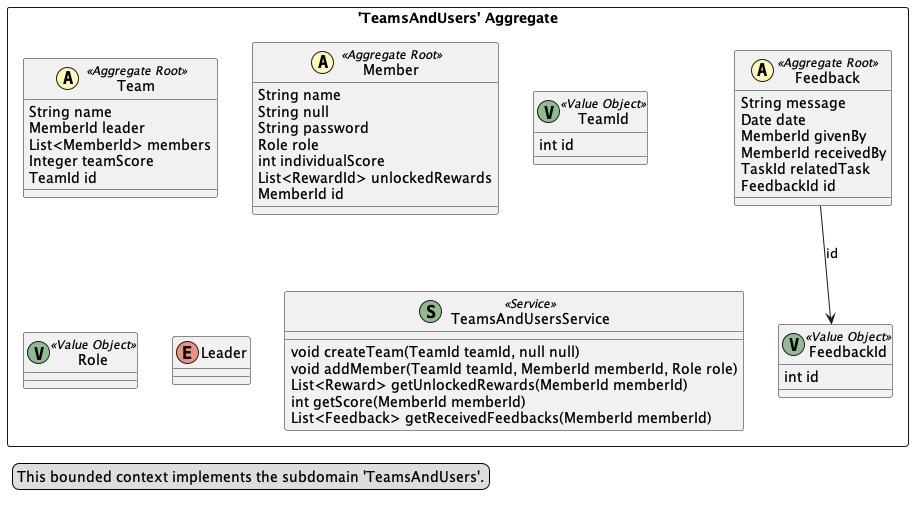 'TeamsAndUsers' Aggregate
A «Aggregate Root»
Team
String name
MemberId leader
List<MemberId> members
Integer teamScore
TeamId id
A «Aggregate Root»
Member
String name
String null
String password
Role role
int individualScore
List<RewardId> unlockedRewards
MemberId id
V «Value Object»
TeamId
int id
A «Aggregate Root»
Feedback
String message
Date date
MemberId givenBy
MemberId receivedBy
TaskId relatedTask
FeedbackId id
id
V «Value Object»
Role
E Leader
S «Service»
TeamsAndUsersService
void createTeam(TeamId teamId, null null)
void addMember(TeamId teamId, MemberId memberId, Role role)
List<Reward> getUnlockedRewards(MemberId memberId)
int getScore(MemberId memberId)
List<Feedback> getReceivedFeedbacks(MemberId memberId)
V «Value Object»
FeedbackId
int id
This bounded context implements the subdomain 'TeamsAndUsers'.